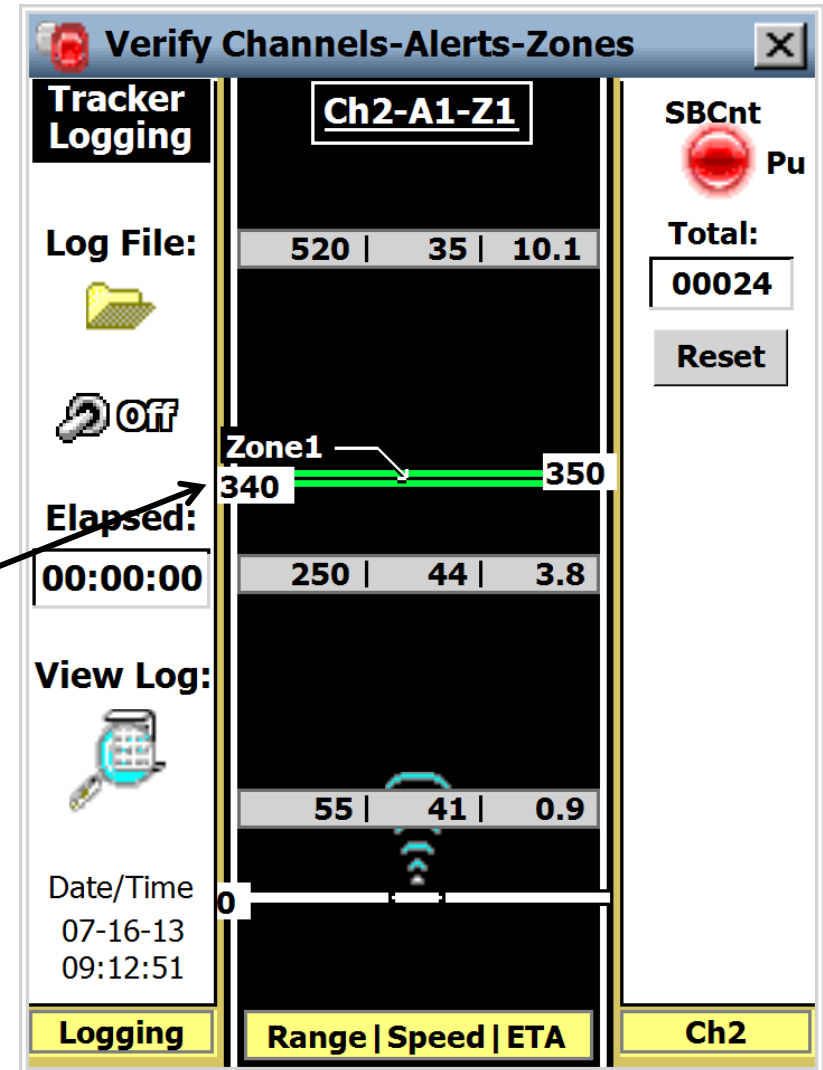 Verify Channels-Alerts-Zones
Tracker
Logging
Log File:
Off
Elapsed:
00:00:00
View Log:
Date/Time
07-16-13
09:12:51
Logging
Ch2-A1-Z1
520 | 35 | 10.1
Zone1
340
350
250 | 44 | 3.8
55 | 41 | 0.9
0
Range|Speed|ETA
SBCnt
Pu
Total:
00024
Reset
Ch2